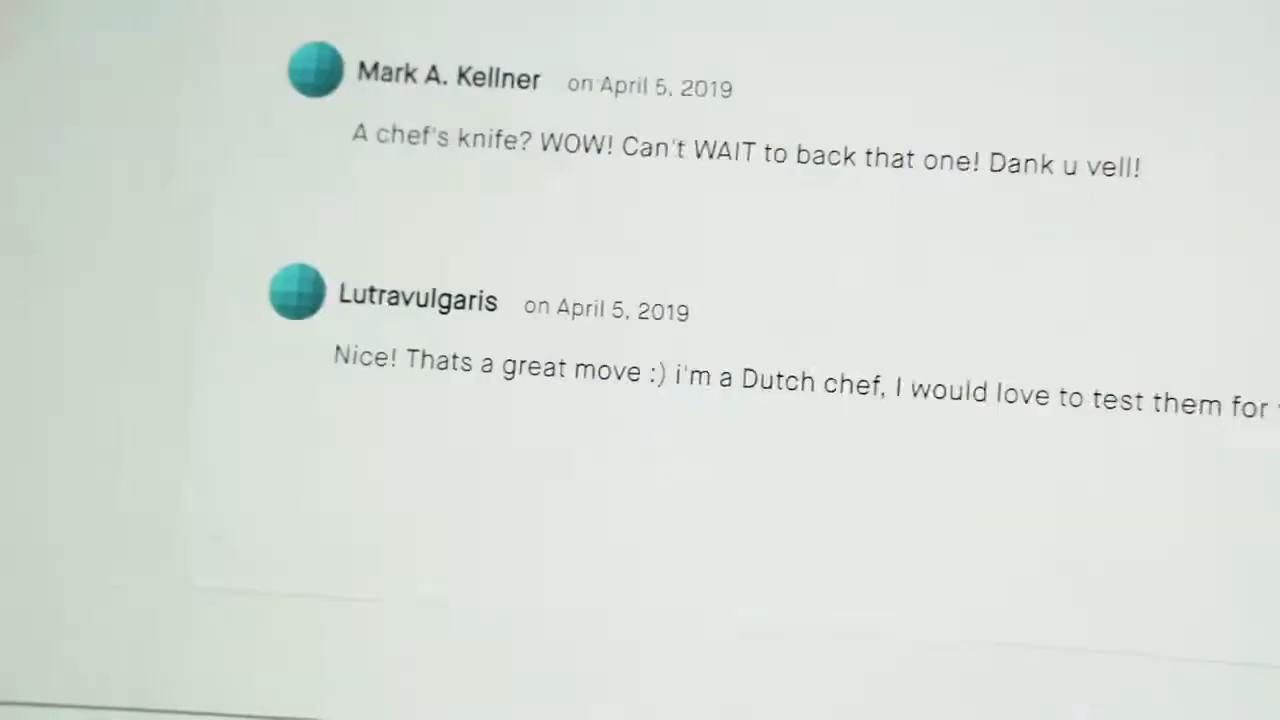 Mark A. Kellner on April 5, 2019
A chef's knife? WOW! Can't WAIT to back that one! Dank u vell!
Lutravulgaris on April 5, 2019
Nice! Thats a great move :) i'm a Dutch chef, I would love to test them for